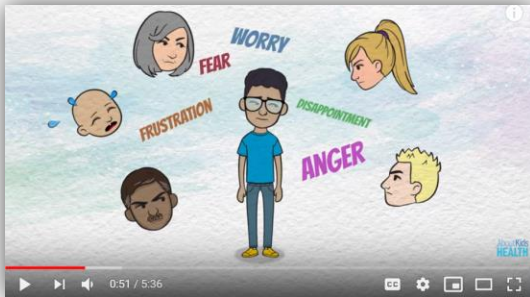 WORRY
FEAR
FRUSTRATION
DISAPPOINTMENT
ANGER
AboutKids
HEALTH
0:51 / 5:36
CC
i